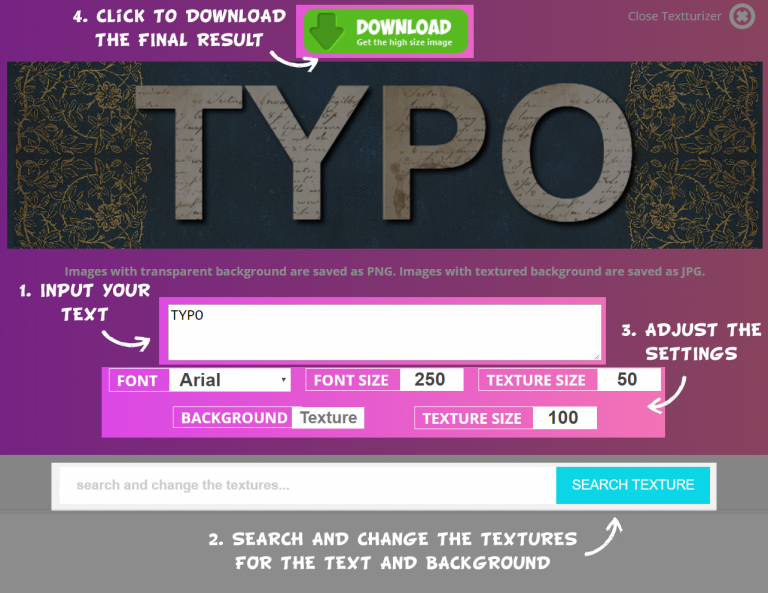 4. CLICK TO DOWNLOAD
THE FINAL RESULT
DOWNLOAD
Get the high size image
Close Textturizer
TYPO
Images with transparent background are saved as PNG. Images with textured background are saved as JPG.
1. INPUT YOUR
TEXT
TYPO
3. ADJUST THE
SETTINGS
FONT Arial FONT SIZE 250 TEXTURE SIZE 50
BACKGROUND Texture TEXTURE SIZE 100
search and change the textures... SEARCH TEXTURE
2. SEARCH AND CHANGE THE TEXTURES
FOR THE TEXT AND BACKGROUND